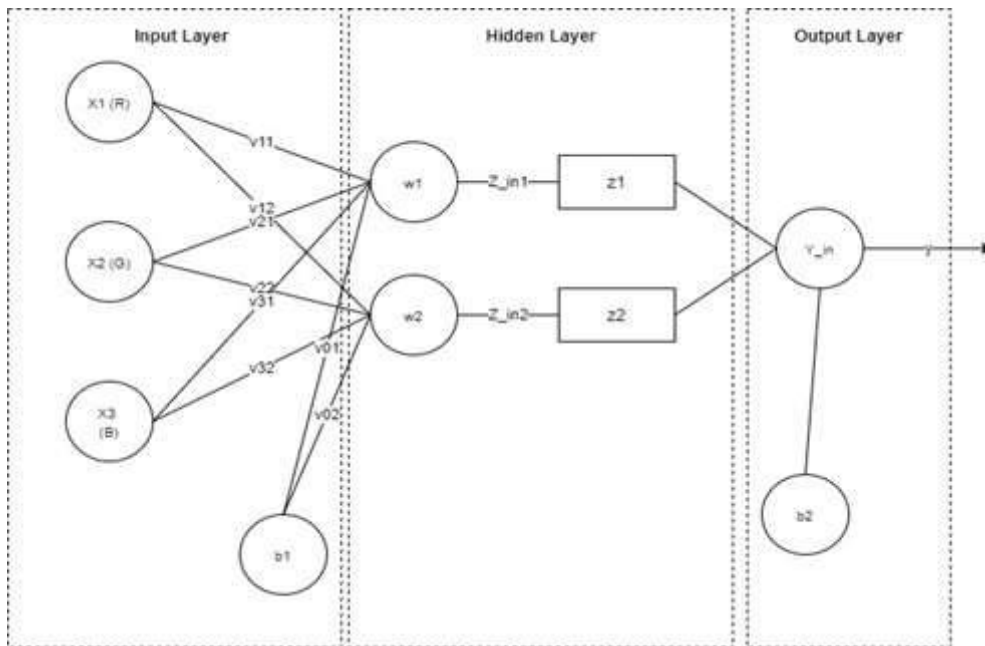 Input Layer
Hidden Layer
Output Layer
X1 (R)
v11
w1
Z_in1
z1
v12
v21
X2 (G)
Y_in
y
v22
v31
w2
Z_in2
z2
v01
v32
X3
(B)
v02
b1
b2